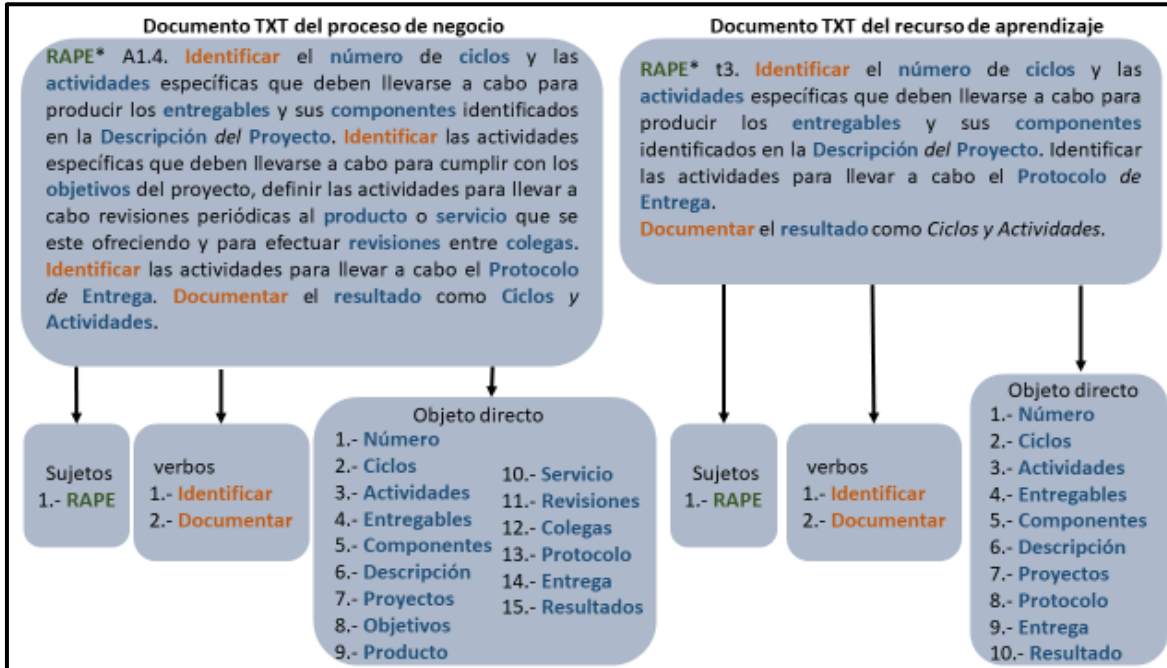 Documento TXT del proceso de negocio
RAPE* A1.4. Identificar el número de ciclos y las
actividades específicas que deben llevarse a cabo para
producir los entregables y sus componentes identificados
en la Descripción del Proyecto. Identificar las actividades
específicas que deben llevarse a cabo para cumplir con los
objetivos del proyecto, definir las actividades para llevar a
cabo revisiones periódicas al producto o servicio que se
este ofreciendo y para efectuar revisiones entre colegas.
Identificar las actividades para llevar a cabo el Protocolo
de Entrega. Documentar el resultado como Ciclos y
Actividades.
Sujetos
1.- RAPE
verbos
1.- Identificar
2.- Documentar
Objeto directo
1.- Número
2.- Ciclos
3.- Actividades
4.- Entregables
5.- Componentes
6.- Descripción
7.- Proyectos
8.- Objetivos
9.- Producto
10.- Servicio
11.- Revisiones
12.- Colegas
13.- Protocolo
14.- Entrega
15.- Resultados
Documento TXT del recurso de aprendizaje
RAPE* t3. Identificar el número de ciclos y las
actividades específicas que deben llevarse a cabo para
producir los entregables y sus componentes
identificados en la Descripción del Proyecto. Identificar
las actividades para llevar a cabo el Protocolo de
Entrega.
Documentar el resultado como Ciclos y Actividades.
Sujetos
1.- RAPE
verbos
1.- Identificar
2.- Documentar
Objeto directo
1.- Número
2.- Ciclos
3.- Actividades
4.- Entregables
5.- Componentes
6.- Descripción
7.- Proyectos
8.- Protocolo
9.- Entrega
10.- Resultado